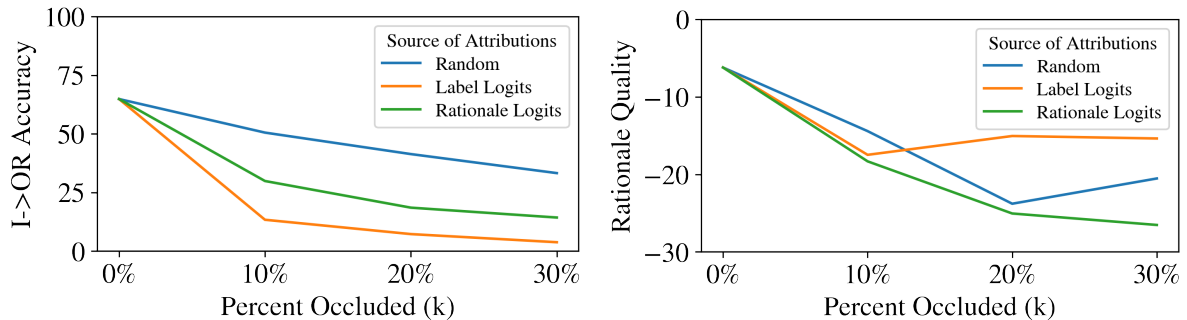 I->OR Accuracy
100
75
50
25
0
0% 10% 20% 30%
Percent Occluded (k)
Source of Attributions
Random
Label Logits
Rationale Logits
Rationale Quality
0
−10
−20
−30
0% 10% 20% 30%
Percent Occluded (k)
Source of Attributions
Random
Label Logits
Rationale Logits